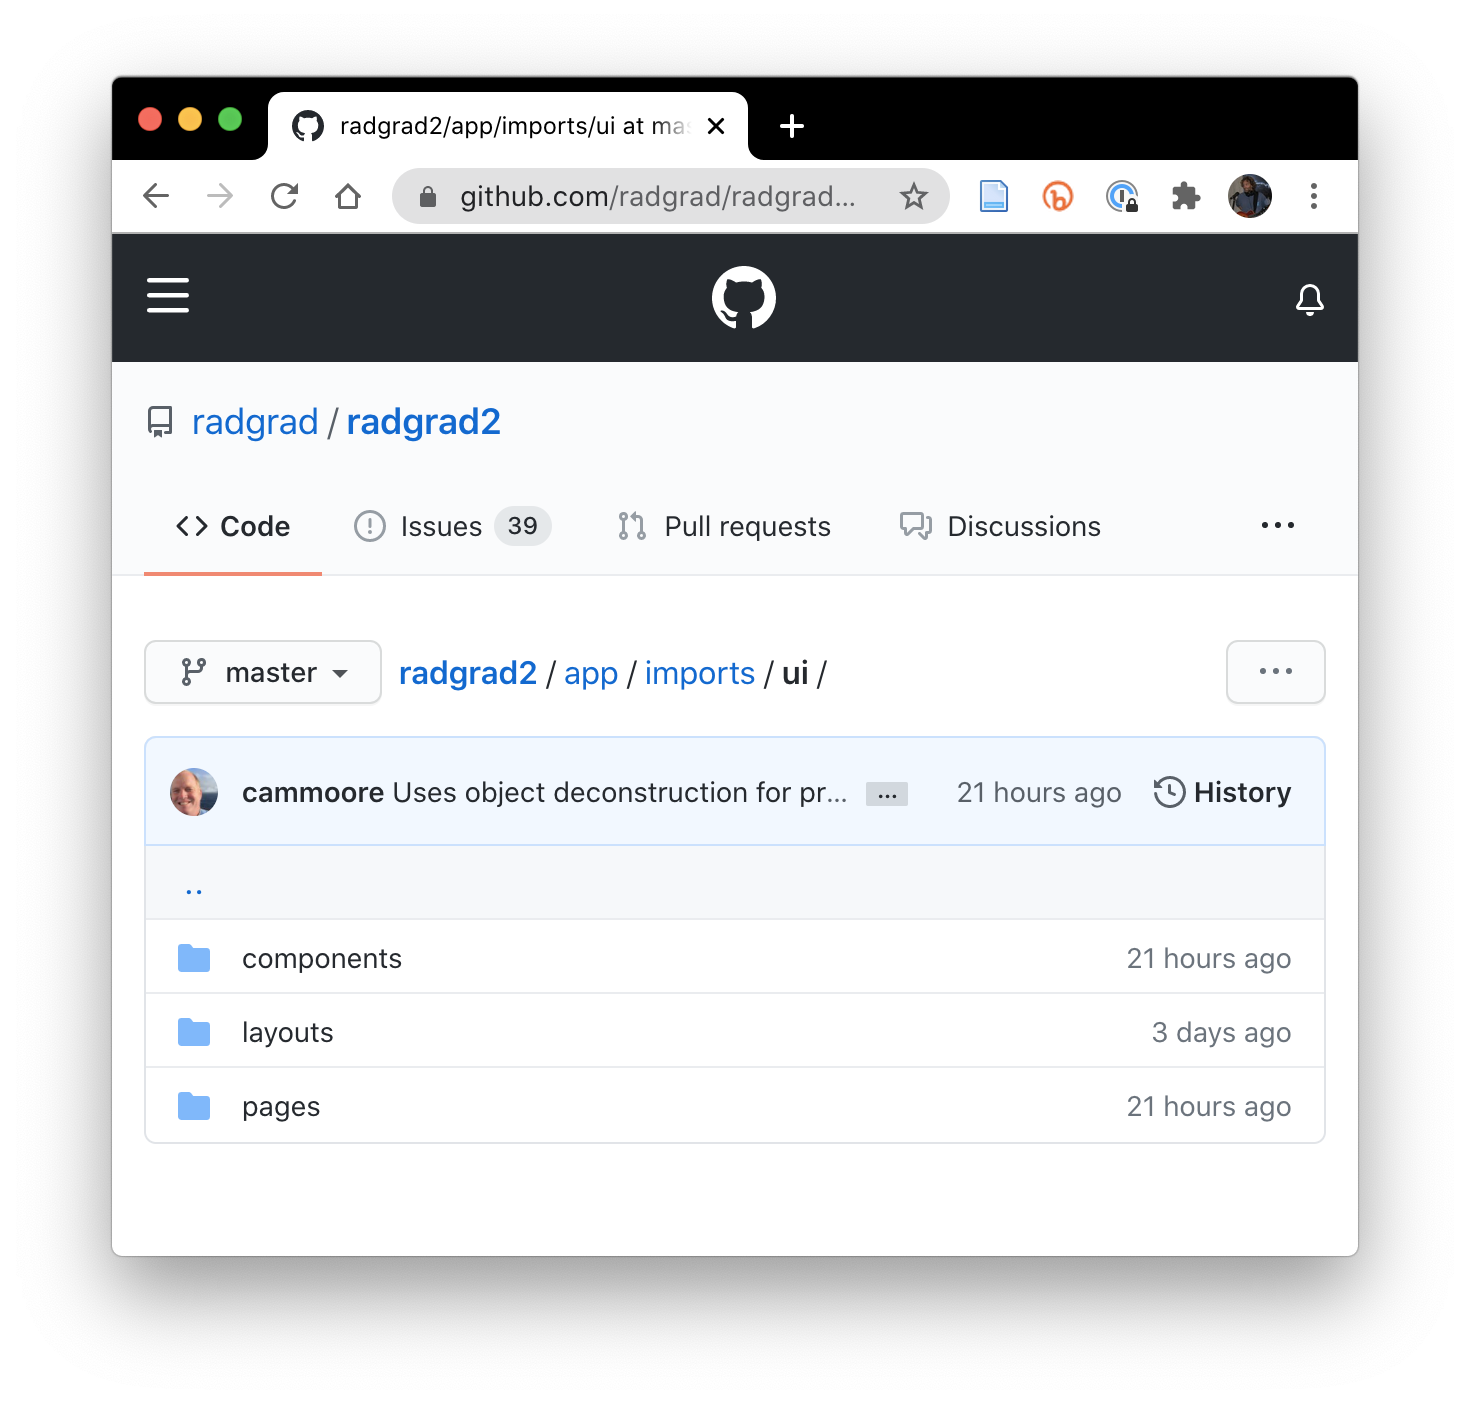 radgrad2/app/imports/ui at mas
github.com/radgrad/radgrad...
radgrad / radgrad2
Code Issues 39 Pull requests Discussions ...
master radgrad2 / app / imports / ui / ...
cammoore Uses object deconstruction for pr... ... 21 hours ago History
..
components 21 hours ago
layouts 3 days ago
pages 21 hours ago